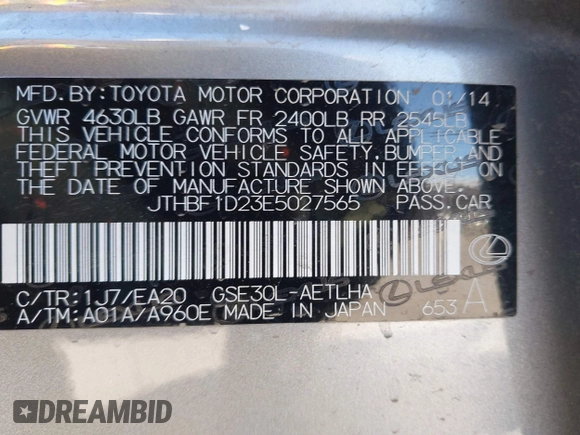 MFD.BY:TOYOTA MOTOR CORPORATION 01/14
GVWR 4630LB GAWR FR 2400LB RR 2545LB
THIS VEHICLE CONFORMS TO ALL APPLICABLE
FEDERAL MOTOR VEHICLE SAFETY,BUMPER,AND
THEFT PREVENTION STANDARDS IN EFFECT ON
THE DATE OF MANUFACTURE SHOWN ABOVE.
JTHBF1D23E5027565 PASS.CAR
LEXUS
C/TR:1J7/EA20 GSE30L-AETLHA
A/TM:A01A/A960E MADE IN JAPAN 653 A
DREAMBID